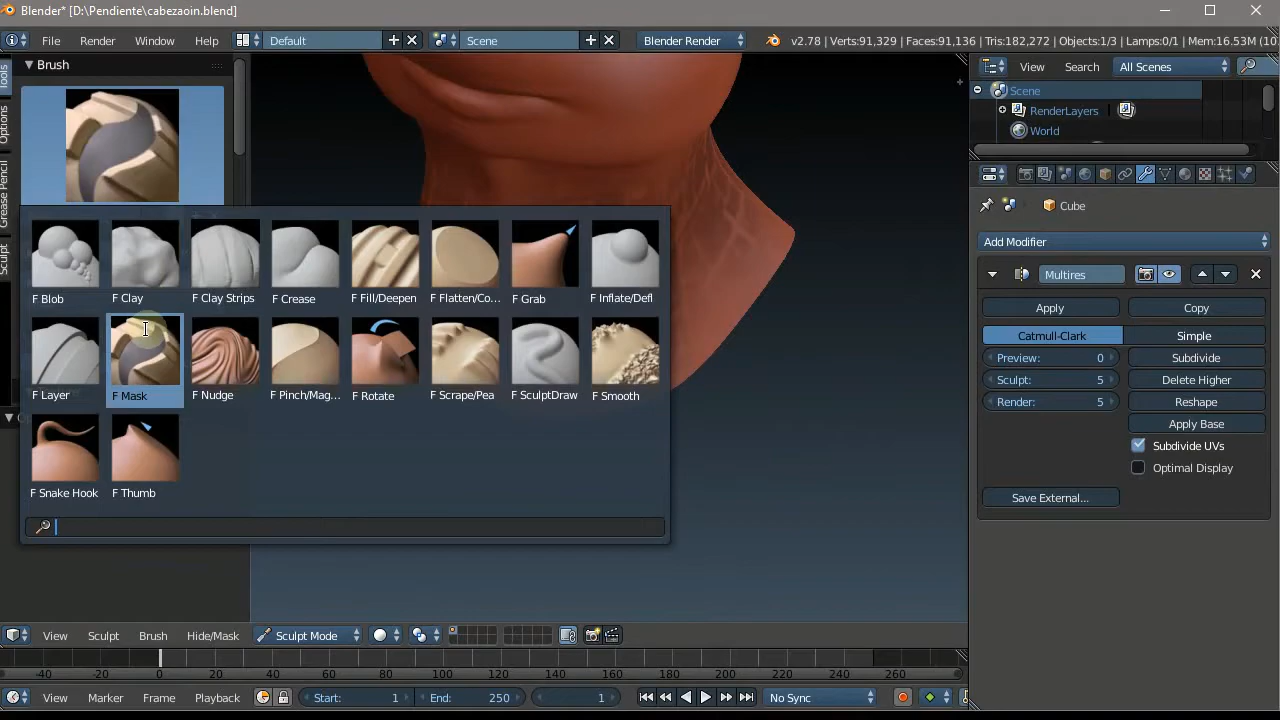 Blender* [D:\Pendiente\cabezaoin.blend]
File Render Window Help Default Scene Blender Render v2.78 | Verts:91,329 | Faces:91,136 | Tris:182,272 | Objects:1/3 | Lamps:0/1 | Mem:16.53M
Brush
View Search All Scenes
Scene
RenderLayers
World
Tools
Options
Grease Pencil
Sculpt
Cube
Add Modifier
Multires
Apply Copy
Catmull-Clark Simple
Preview: 0 Subdivide
Sculpt: 5 Delete Higher
Render: 5 Reshape
Apply Base
Subdivide UVs
Optimal Display
Save External...
F Blob F Clay F Clay Strips F Crease F Fill/Deepen F Flatten/Co... F Grab F Inflate/Defl
F Layer F Mask F Nudge F Pinch/Mag... F Rotate F Scrape/Pea F SculptDraw F Smooth
F Snake Hook F Thumb
View Sculpt Brush Hide/Mask Sculpt Mode
-40 -20 0 20 40 60 80 100 120 140 160 180 200 220 240 260
View Marker Frame Playback Start: 1 End: 250 1 No Sync